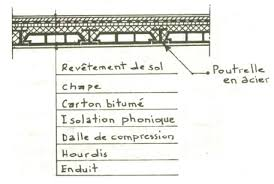 Revêtement de sol
Chape
Carton bitumé
Isolation phonique
Dalle de compression
Hourdis
Enduit
Poutrelle
en acier